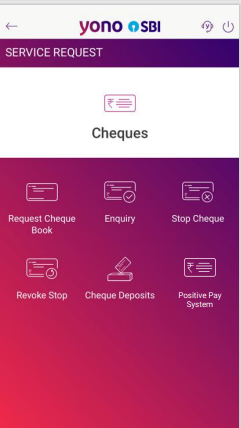 yono SBI
SERVICE REQUEST
Cheques
Request Cheque
Book
Enquiry
Stop Cheque
Revoke Stop
Cheque Deposits
Positive Pay
System